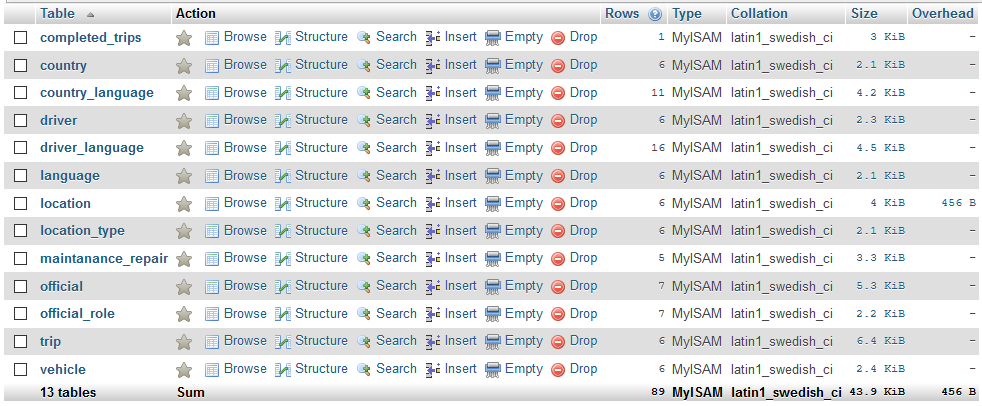 Table Action Rows Type Collation Size Overhead
completed_trips Browse Structure Search Insert Empty Drop 1 MyISAM latin1_swedish_ci 3 KiB -
country Browse Structure Search Insert Empty Drop 6 MyISAM latin1_swedish_ci 2.1 KiB -
country_language Browse Structure Search Insert Empty Drop 11 MyISAM latin1_swedish_ci 4.2 KiB -
driver Browse Structure Search Insert Empty Drop 6 MyISAM latin1_swedish_ci 2.3 KiB -
driver_language Browse Structure Search Insert Empty Drop 16 MyISAM latin1_swedish_ci 4.5 KiB -
language Browse Structure Search Insert Empty Drop 6 MyISAM latin1_swedish_ci 2.1 KiB -
location Browse Structure Search Insert Empty Drop 6 MyISAM latin1_swedish_ci 4 KiB 456 B
location_type Browse Structure Search Insert Empty Drop 6 MyISAM latin1_swedish_ci 2.1 KiB -
maintanance_repair Browse Structure Search Insert Empty Drop 5 MyISAM latin1_swedish_ci 3.3 KiB -
official Browse Structure Search Insert Empty Drop 7 MyISAM latin1_swedish_ci 5.3 KiB -
official_role Browse Structure Search Insert Empty Drop 7 MyISAM latin1_swedish_ci 2.2 KiB -
trip Browse Structure Search Insert Empty Drop 6 MyISAM latin1_swedish_ci 6.4 KiB -
vehicle Browse Structure Search Insert Empty Drop 6 MyISAM latin1_swedish_ci 2.4 KiB -
13 tables Sum 89 MyISAM latin1_swedish_ci 43.9 KiB 456 B